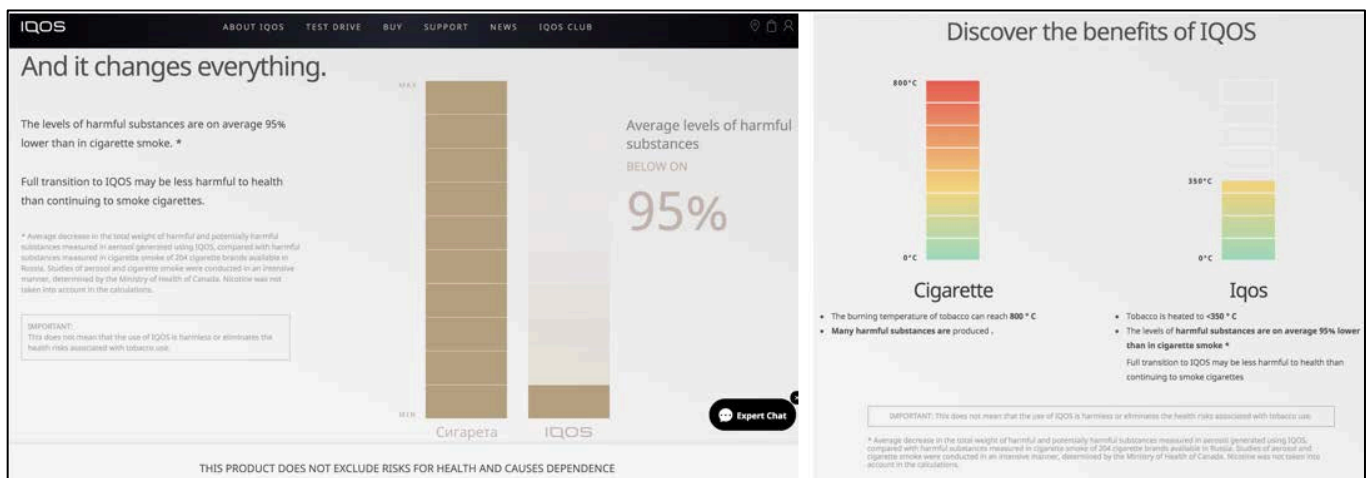 IQOS
ABOUT IQOS TEST DRIVE BUY SUPPORT NEWS IQOS CLUB
And it changes everything.
The levels of harmful substances are on average 95%
lower than in cigarette smoke. *
Full transition to IQOS may be less harmful to health
than continuing to smoke cigarettes.
* Average decrease in the total weight of harmful and potentially harmful
substances measured in aerosol generated using IQOS, compared with harmful
substances measured in cigarette smoke of 204 cigarette brands available in
Russia. Studies of aerosol and cigarette smoke were conducted in an intensive
manner, determined by the Ministry of Health of Canada. Nicotine was not
taken into account in the calculations.
IMPORTANT:
This does not mean that the use of IQOS is harmless or eliminates the
health risks associated with tobacco use.
MAX
MIN
Сигарета IQOS
Average levels of harmful
substances
BELOW ON
95%
Expert Chat
THIS PRODUCT DOES NOT EXCLUDE RISKS FOR HEALTH AND CAUSES DEPENDENCE
Discover the benefits of IQOS
800°C
0°C
Cigarette
• The burning temperature of tobacco can reach 800 ° C
• Many harmful substances are produced .
350°C
0°C
Iqos
• Tobacco is heated to <350 ° C
• The levels of harmful substances are on average 95% lower
than in cigarette smoke *
Full transition to IQOS may be less harmful to health than
continuing to smoke cigarettes
IMPORTANT: This does not mean that the use of IQOS is harmless or eliminates the health risks associated with tobacco use.
* Average decrease in the total weight of harmful and potentially harmful substances measured in aerosol generated using IQOS,
compared with harmful substances measured in cigarette smoke of 204 cigarette brands available in Russia. Studies of aerosol and
cigarette smoke were conducted in an intensive manner, determined by the Ministry of Health of Canada. Nicotine was not taken into
account in the calculations.